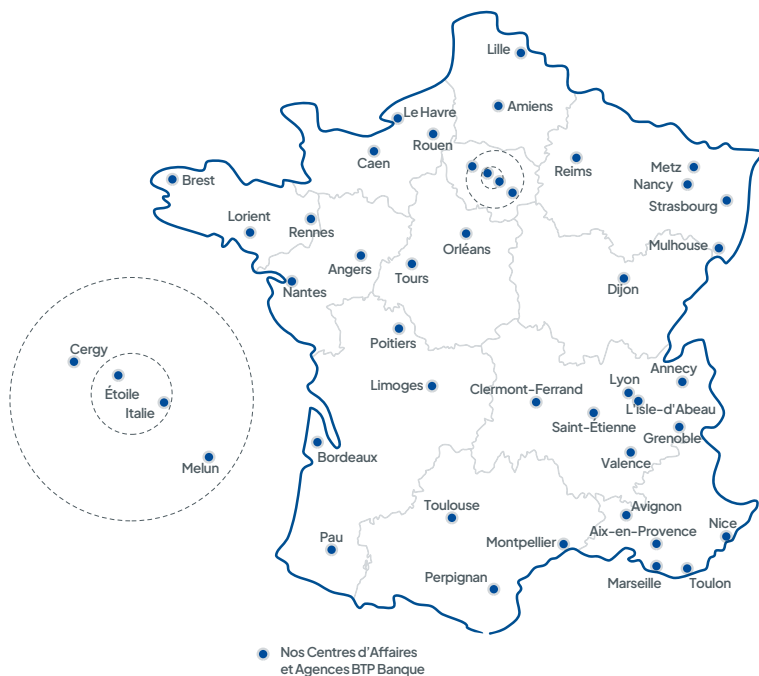 Lille
Amiens
Le Havre
Rouen
Caen
Reims
Metz
Nancy
Strasbourg
Brest
Lorient
Rennes
Orléans
Mulhouse
Angers
Tours
Dijon
Nantes
Cergy
Poitiers
Étoile
Italie
Limoges
Clermont-Ferrand
Lyon
Annecy
L'Isle-d'Abeau
Saint-Étienne
Grenoble
Melun
Bordeaux
Valence
Toulouse
Avignon
Aix-en-Provence
Nice
Pau
Montpellier
Perpignan
Marseille
Toulon
Nos Centres d'Affaires
et Agences BTP Banque